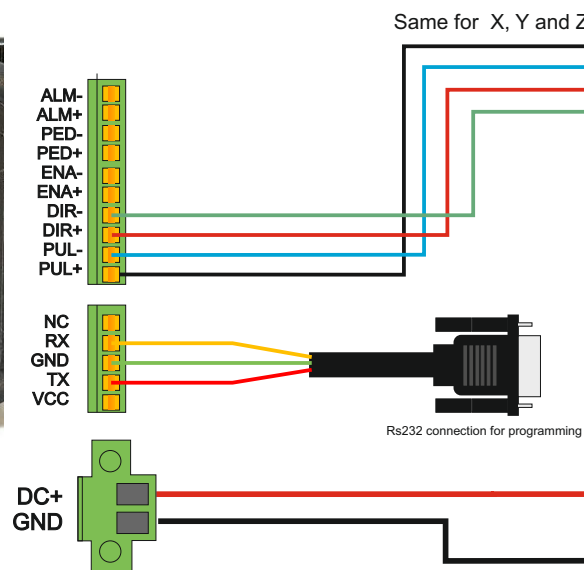 Same for X, Y and Z
ALM-
ALM+
PED-
PED+
ENA-
ENA+
DIR-
DIR+
PUL-
PUL+
NC
RX
GND
TX
VCC
Rs232 connection for programming
DC+
GND